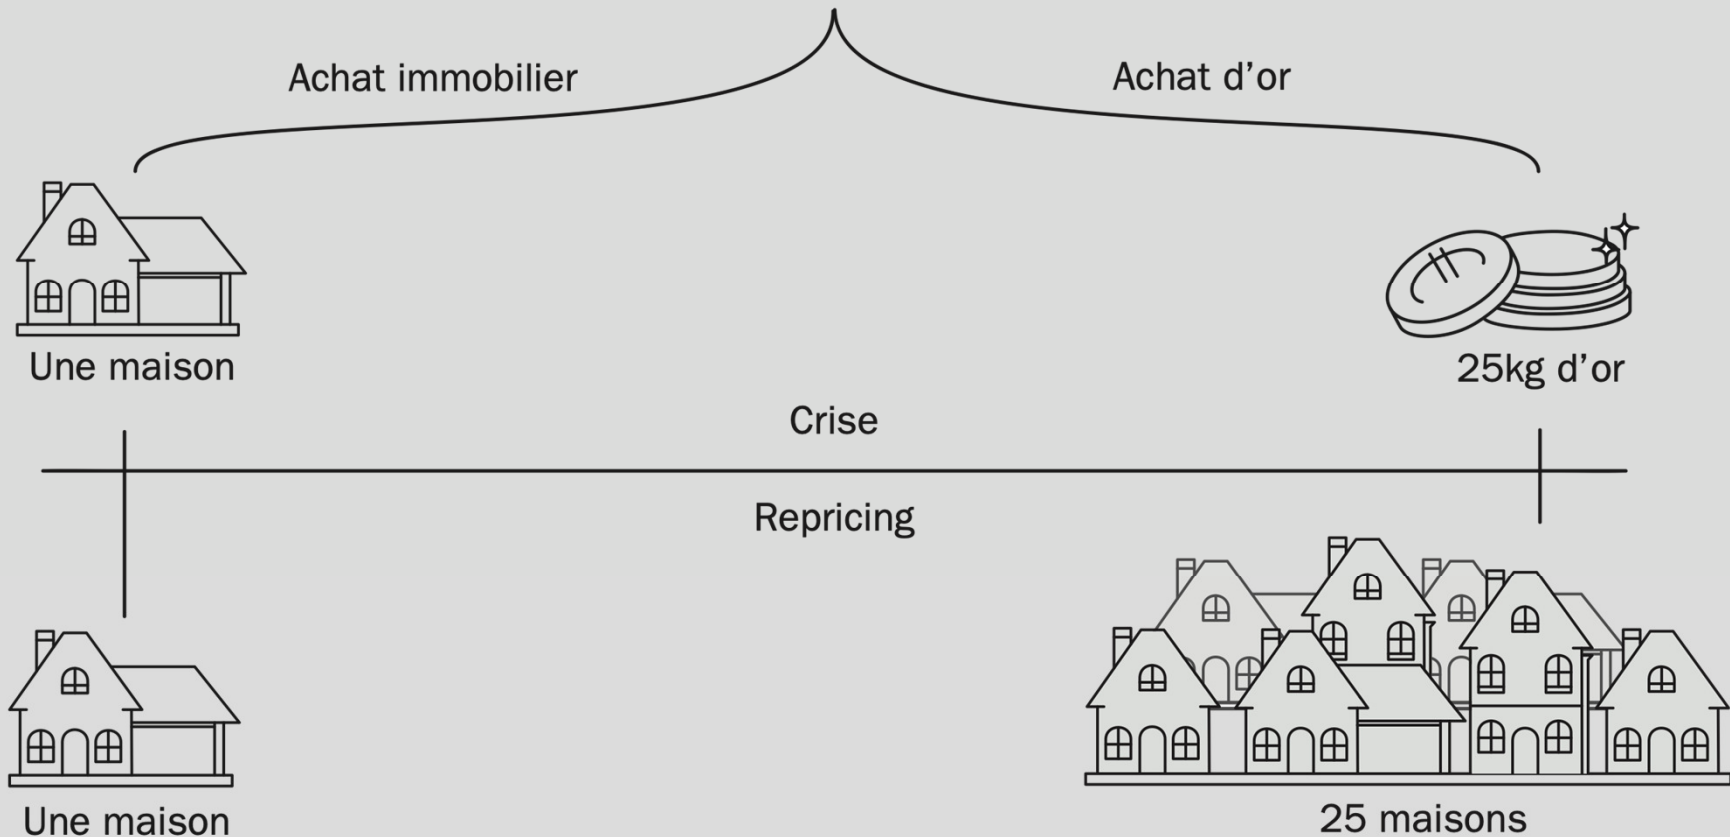 Achat immobilier
Achat d’or
Une maison
25kg d’or
Crise
Repricing
Une maison
25 maisons